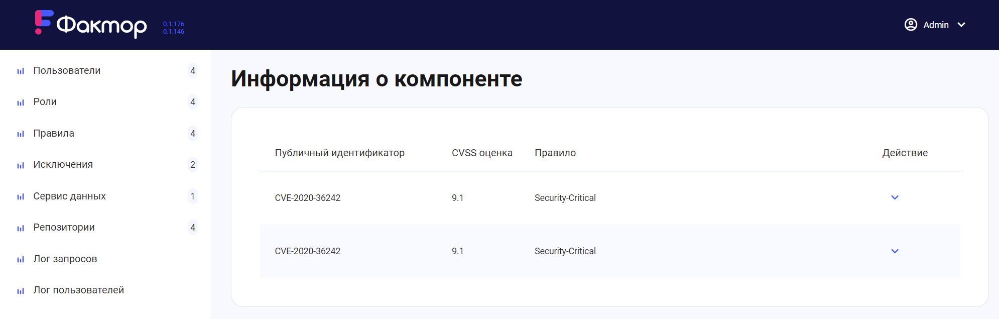 Фактор
0.1.176
0.1.146
Admin
Пользователи 4
Роли 4
Правила 4
Исключения 2
Сервис данных 1
Репозитории 4
Лог запросов
Лог пользователей
Информация о компоненте
Публичный идентификатор CVSS оценка Правило Действие
CVE-2020-36242 9.1 Security-Critical
CVE-2020-36242 9.1 Security-Critical